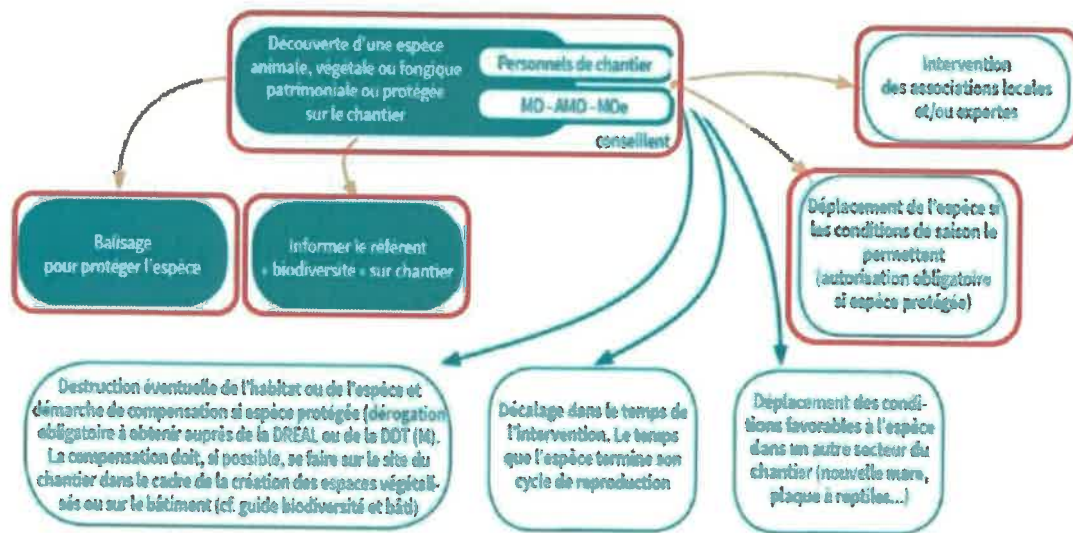 Découverte d'une espèce
animale, végétale ou fongique
patrimoniale ou protégée
sur le chantier
Personnels de chantier
MO - AMO - MOe
conseillent
Intervention
des associations locales
et/ou expertes
Balisage
pour protéger l'espèce
Informer le référent
« biodiversité » sur chantier
Déplacement de l'espèce si
les conditions de saison le
permettent
(autorisation obligatoire
si espèce protégée)
Destruction éventuelle de l'habitat ou de l'espèce et
démarche de compensation si espèce protégée (dérogation
obligatoire à obtenir auprès de la DREAL ou de la DDT (M).
La compensation doit, si possible, se faire sur le site du
chantier dans le cadre de la création des espaces végétali-
sés ou sur le bâtiment (cf. guide biodiversité et bâti)
Décalage dans le temps de
l'intervention. Le temps
que l'espèce termine son
cycle de reproduction
Déplacement des condi-
tions favorables à l'espèce
dans un autre secteur du
chantier (nouvelle mare,
plaque à reptiles...)